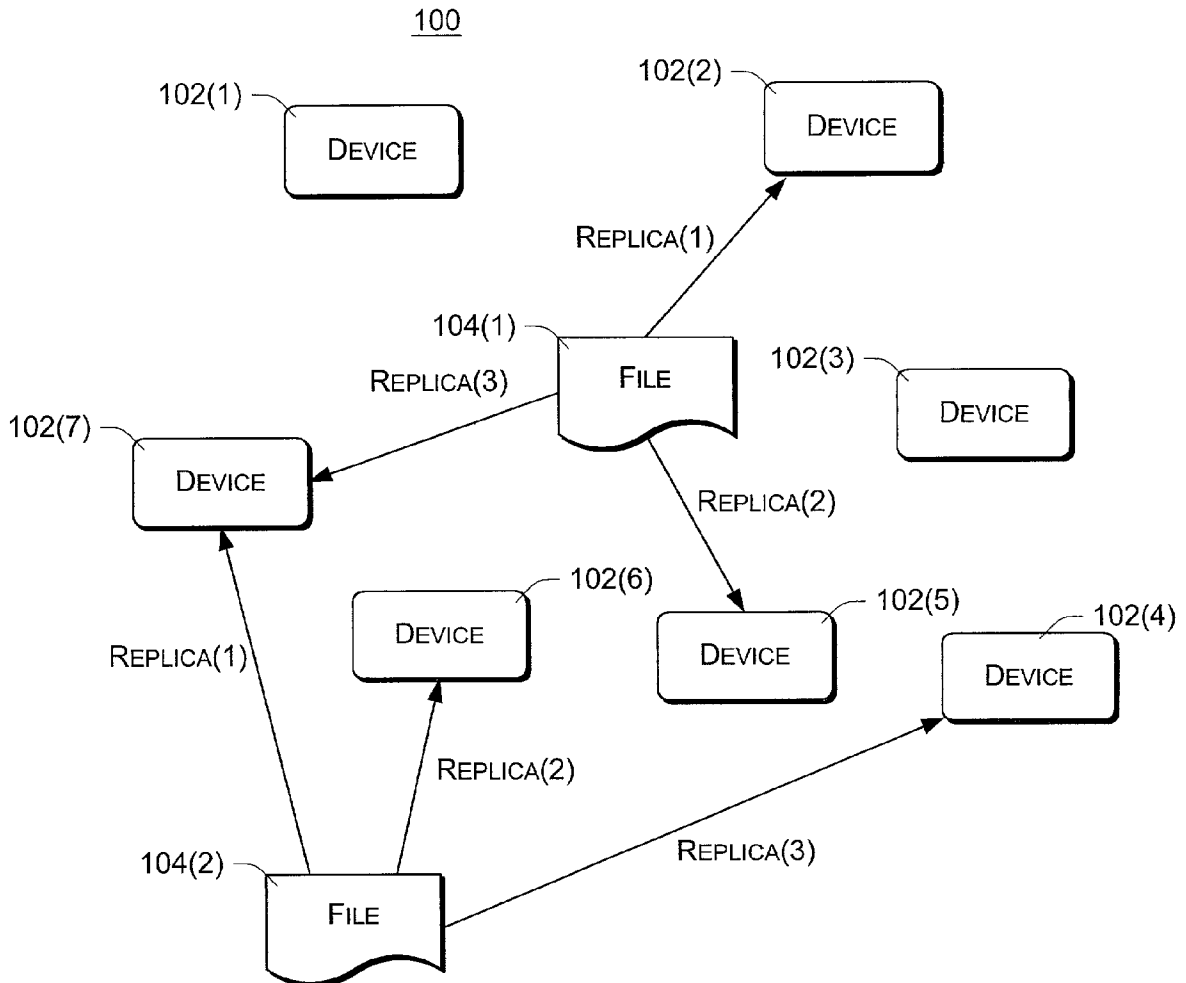 100
102(1)
DEVICE
102(2)
DEVICE
REPLICA(1)
104(1)
FILE
102(3)
DEVICE
REPLICA(3)
102(7)
DEVICE
REPLICA(2)
102(6)
DEVICE
102(5)
DEVICE
102(4)
DEVICE
REPLICA(1)
REPLICA(2)
REPLICA(3)
104(2)
FILE